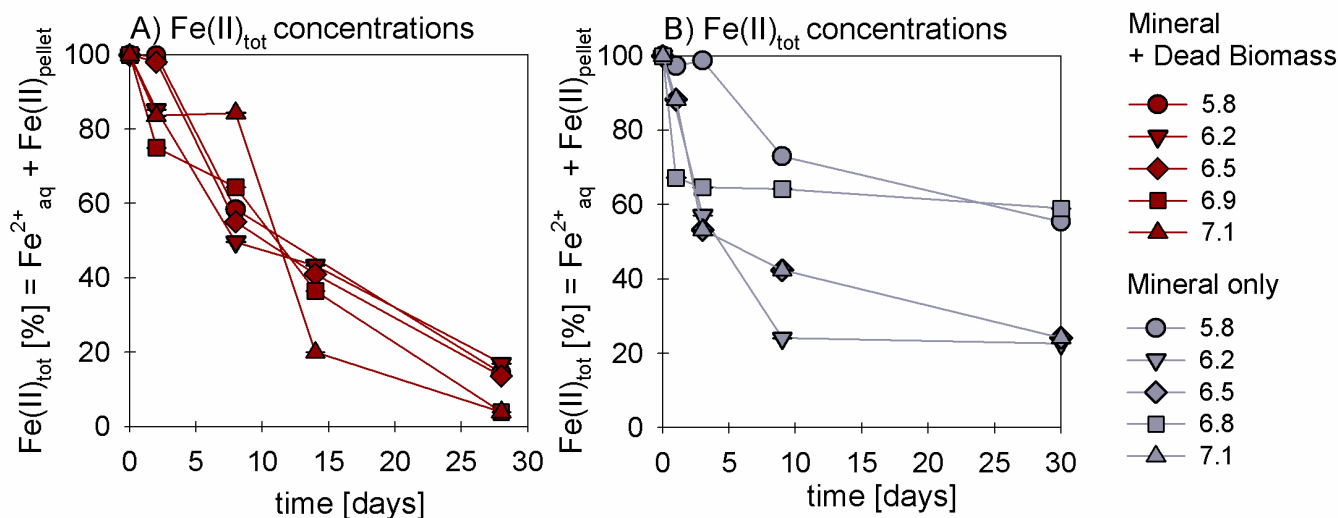 A) Fe(II)tot concentrations
Fe(II)tot [%] = Fe2+aq + Fe(II)pellet
100
80
60
40
20
0
0 5 10 15 20 25 30
time [days]
B) Fe(II)tot concentrations
Fe(II)tot [%] = Fe2+aq + Fe(II)pellet
100
80
60
40
20
0
0 5 10 15 20 25 30
time [days]
Mineral
+ Dead Biomass
5.8
6.2
6.5
6.9
7.1
Mineral only
5.8
6.2
6.5
6.8
7.1